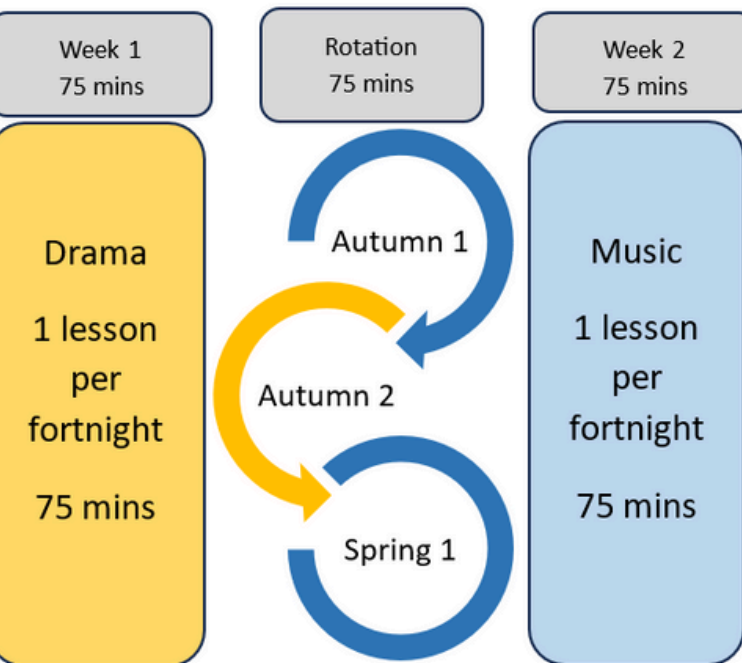 Week 1
75 mins
Rotation
75 mins
Week 2
75 mins
Drama
1 lesson
per
fortnight
75 mins
Autumn 1
Autumn 2
Spring 1
Music
1 lesson
per
fortnight
75 mins